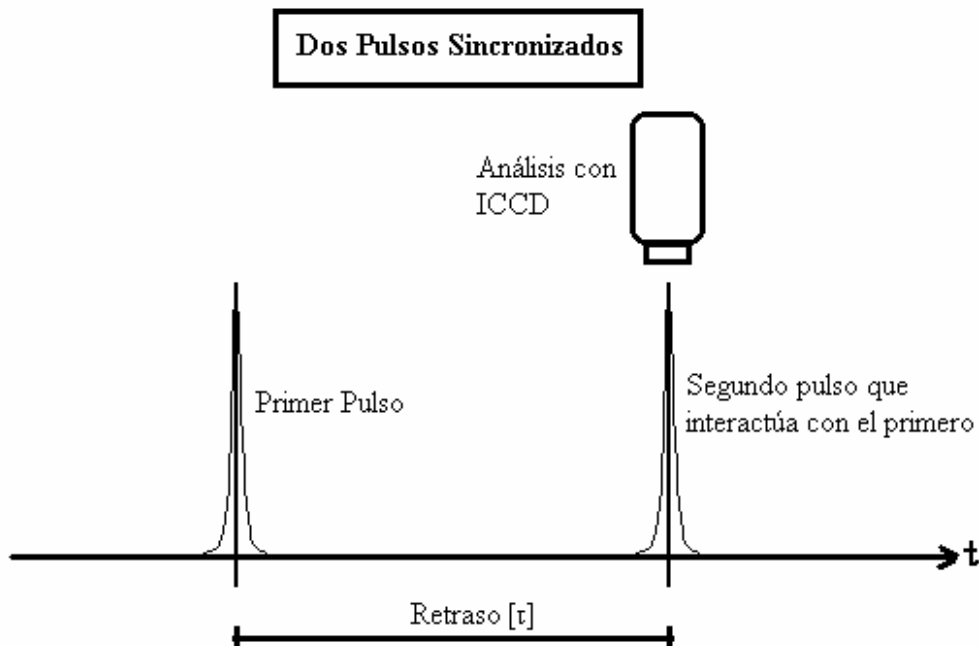 Dos Pulsos Sincronizados
Análisis con
ICCD
Primer Pulso
Segundo pulso que
interactúa con el primero
t
Retraso [τ]